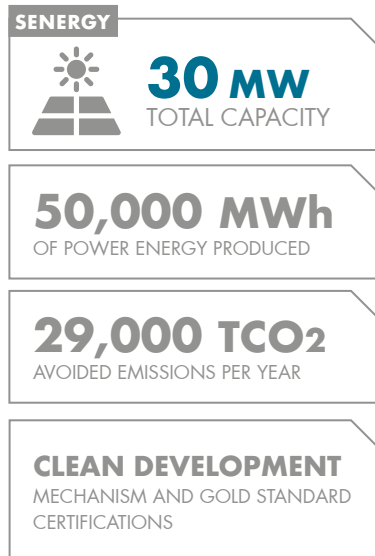 SENERGY
30 MW
TOTAL CAPACITY
50,000 MWh
OF POWER ENERGY PRODUCED
29,000 TCO2
AVOIDED EMISSIONS PER YEAR
CLEAN DEVELOPMENT
MECHANISM AND GOLD STANDARD
CERTIFICATIONS